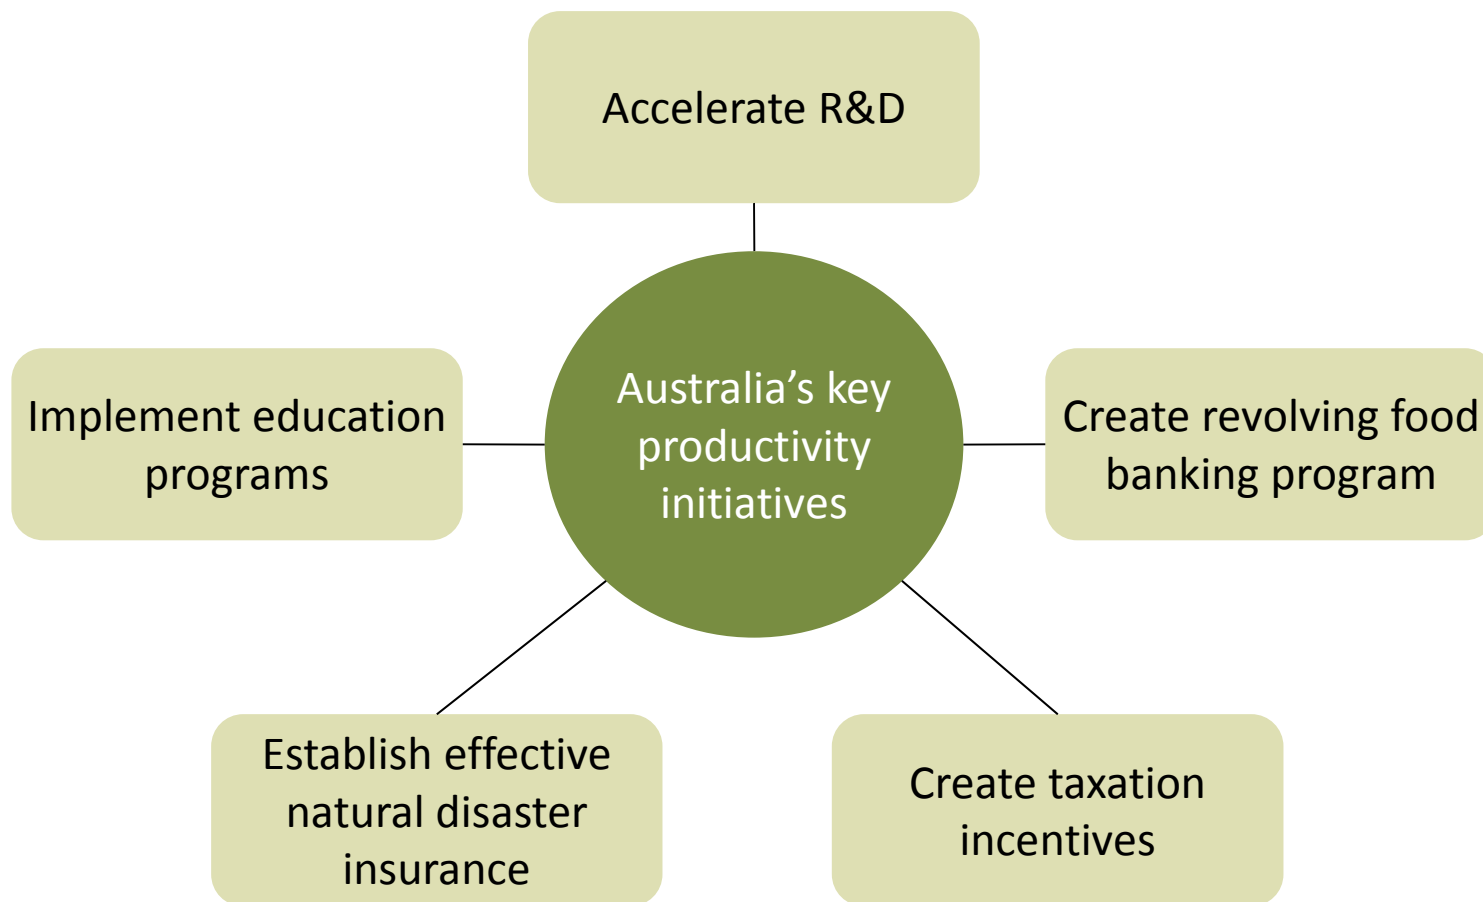 Accelerate R&D
Implement education
programs
Australia’s key
productivity
initiatives
Create revolving food
banking program
Establish effective
natural disaster
insurance
Create taxation
incentives